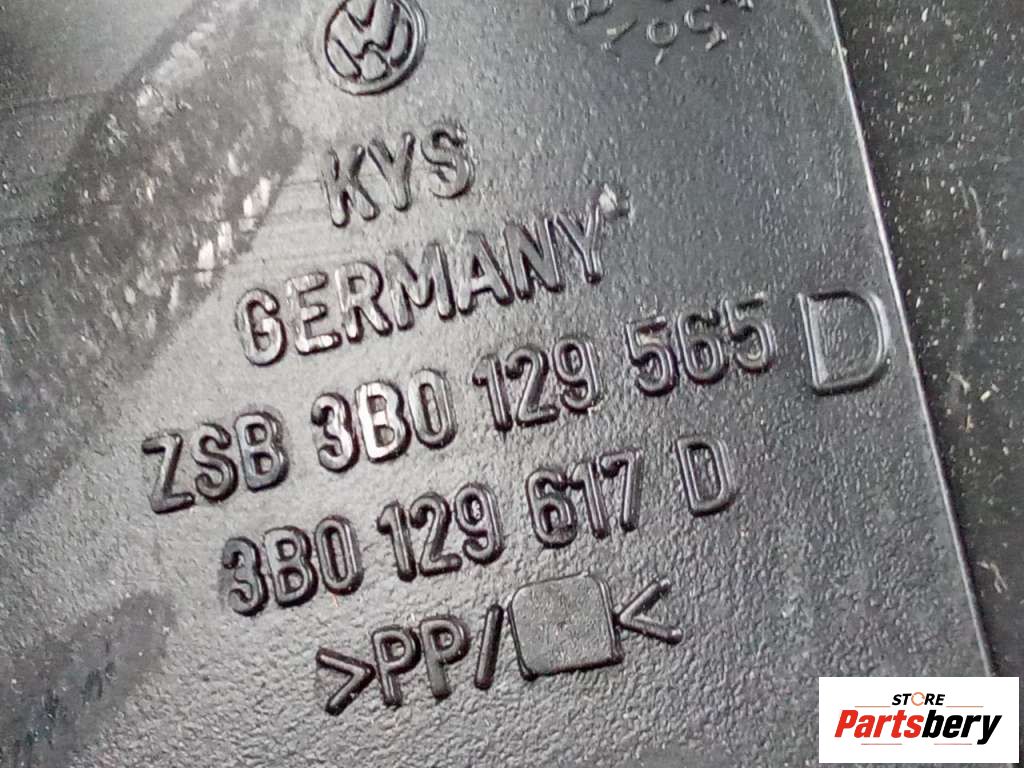 KYS
GERMANY
ZSB 3B0 129 565 D
3B0 129 617 D
>PP/ <
STORE
Partsbery